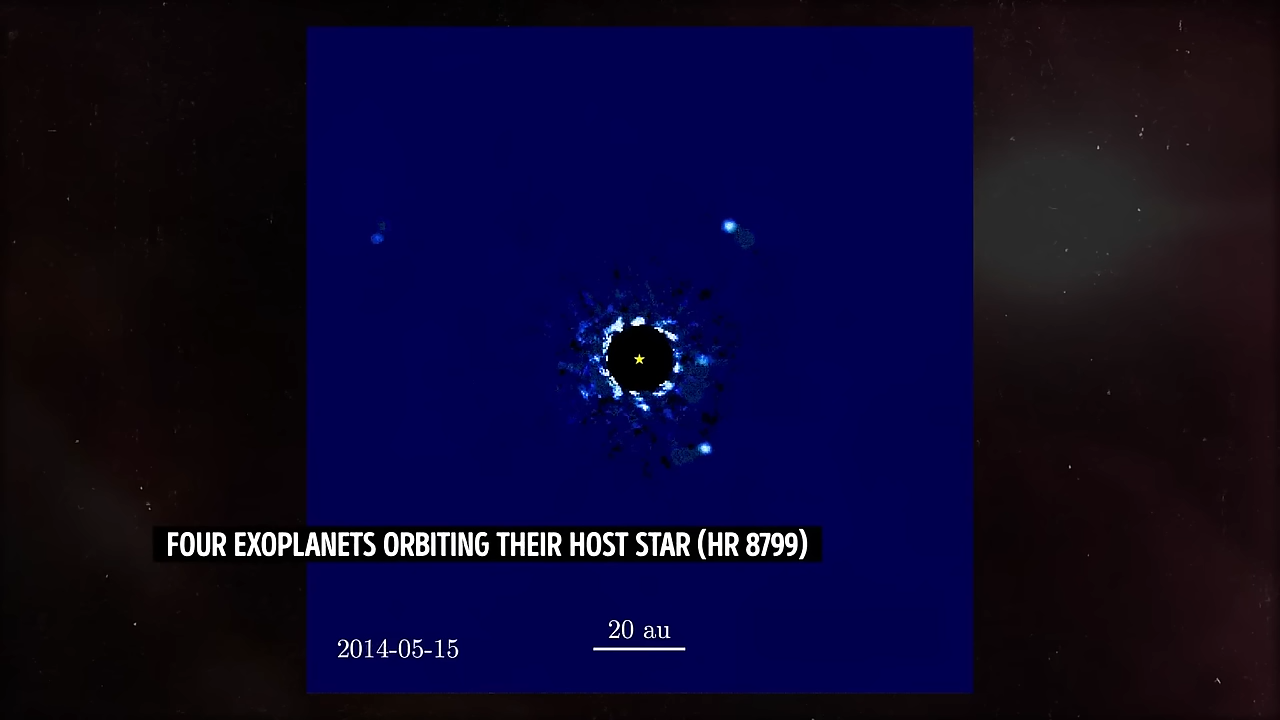 FOUR EXOPLANETS ORBITING THEIR HOST STAR (HR 8799)
20 au
2014-05-15